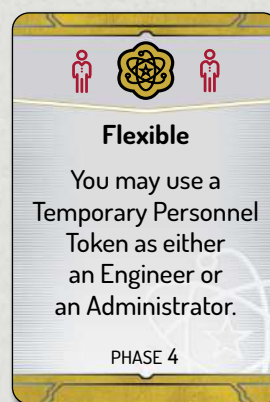 Flexible
You may use a
Temporary Personnel
Token as either
an Engineer or
an Administrator.
PHASE 4